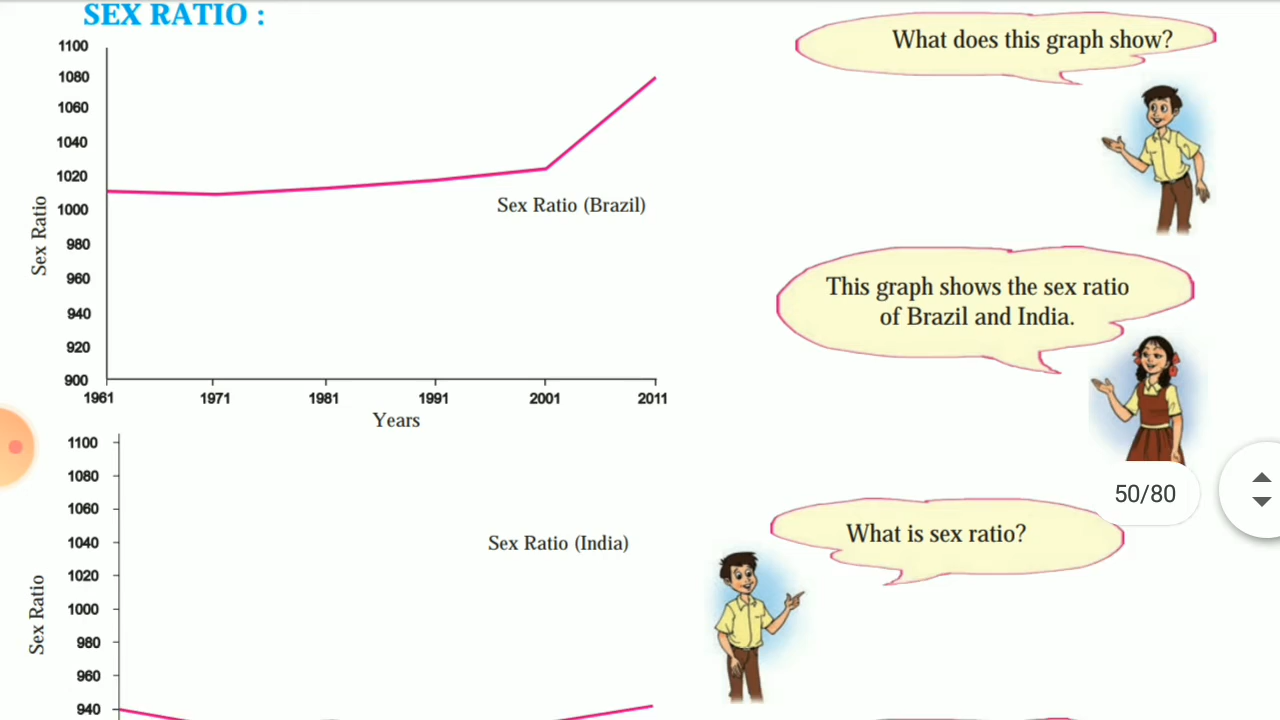 SEX RATIO :
1100
1080
1060
1040
1020
1000
980
960
940
920
900
Sex Ratio
Sex Ratio (Brazil)
1961 1971 1981 1991 2001 2011
Years
What does this graph show?
This graph shows the sex ratio
of Brazil and India.
50/80
1100
1080
1060
1040
1020
1000
980
960
940
Sex Ratio
Sex Ratio (India)
What is sex ratio?